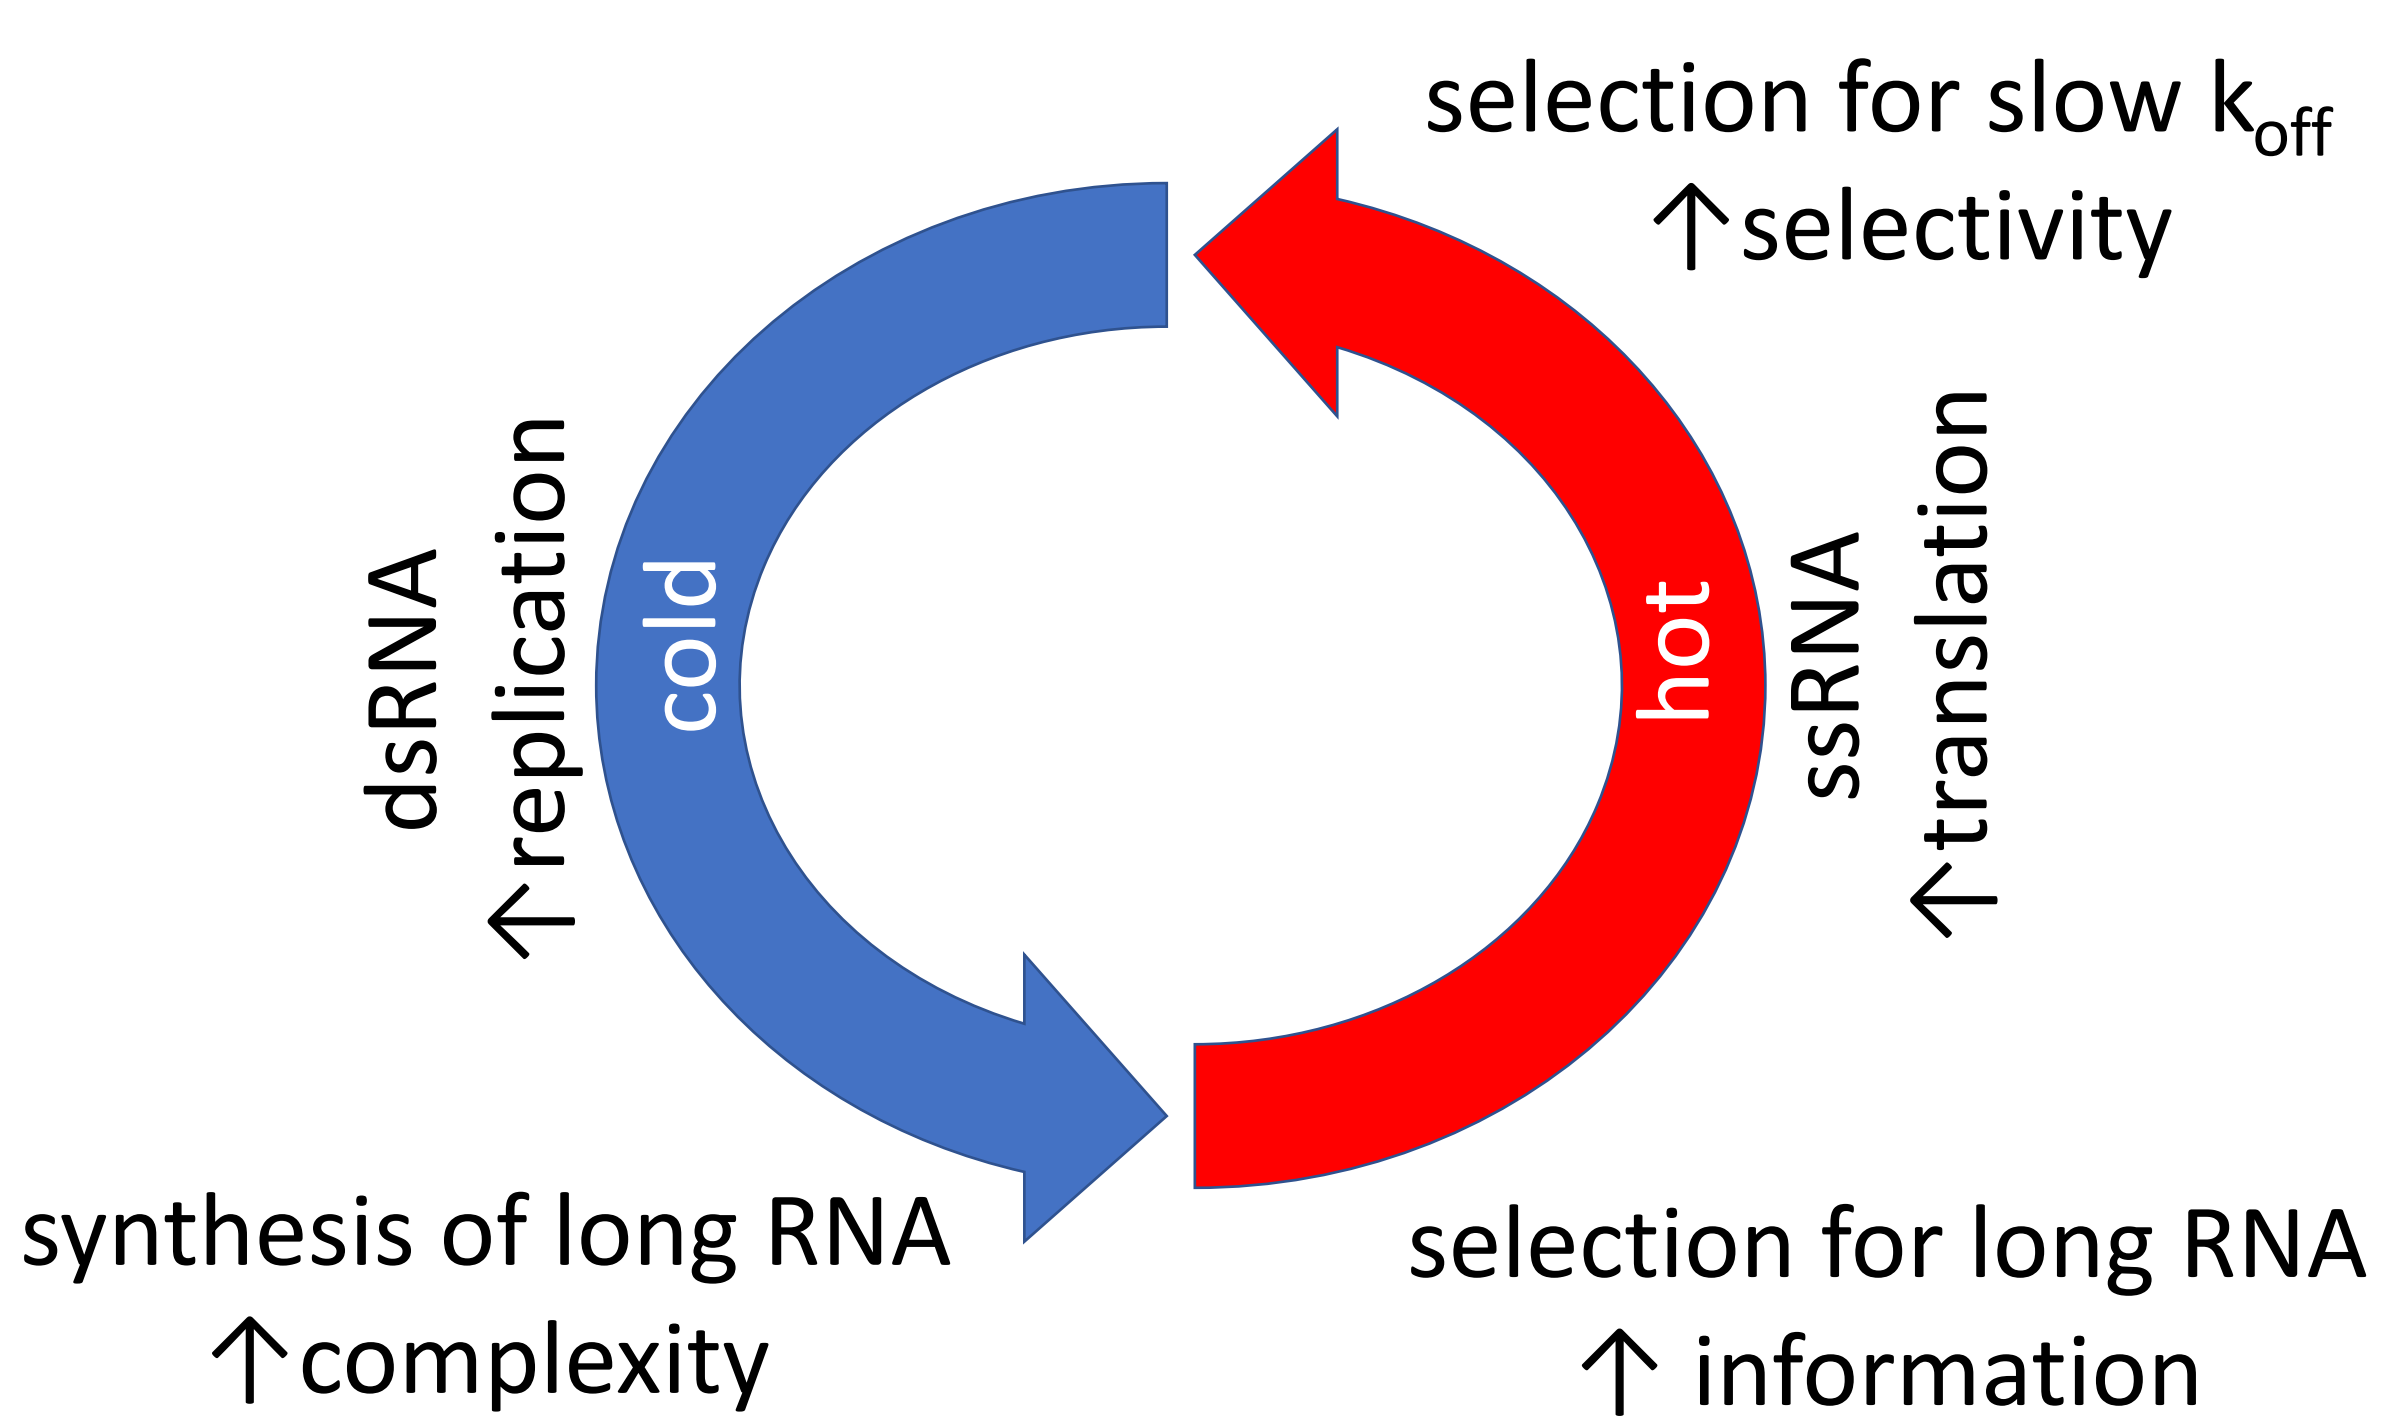 selection for slow k_off
↑selectivity
dsRNA
↑replication
cold
hot
ssRNA
↑translation
synthesis of long RNA
↑complexity
selection for long RNA
↑ information